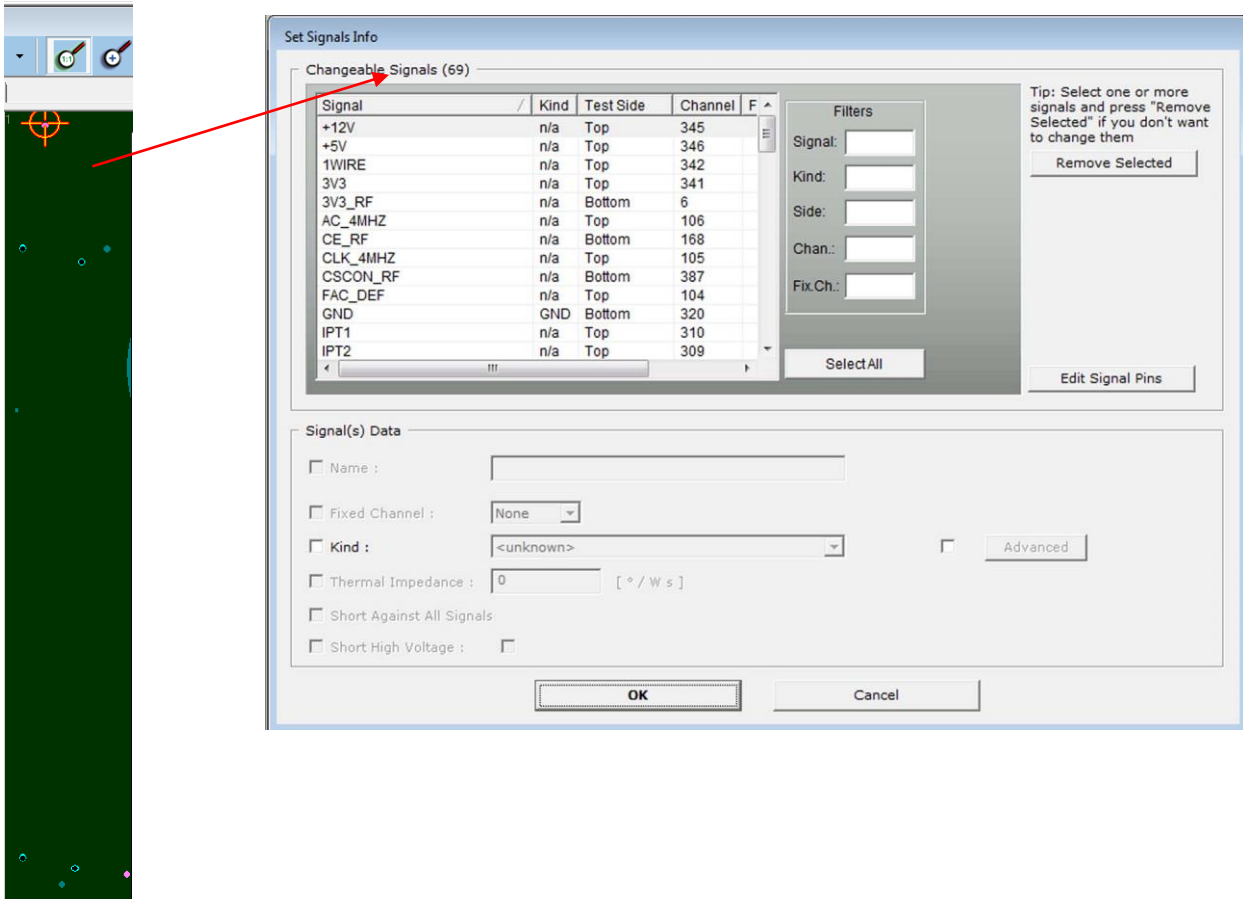 1:1
1
Set Signals Info
Changeable Signals (69)
Signal / Kind Test Side Channel F
+12V n/a Top 345
+5V n/a Top 346
1WIRE n/a Top 342
3V3 n/a Top 341
3V3_RF n/a Bottom 6
AC_4MHZ n/a Top 106
CE_RF n/a Bottom 168
CLK_4MHZ n/a Top 105
CSCON_RF n/a Bottom 387
FAC_DEF n/a Top 104
GND GND Bottom 320
IPT1 n/a Top 310
IPT2 n/a Top 309
Filters
Signal:
Kind:
Side:
Chan.:
Fix.Ch.:
Select All
Tip: Select one or more
signals and press "Remove
Selected" if you don't want
to change them
Remove Selected
Edit Signal Pins
Signal(s) Data
Name :
Fixed Channel : None
Kind : <unknown> Advanced
Thermal Impedance : 0 [ ° / W s ]
Short Against All Signals
Short High Voltage :
OK Cancel